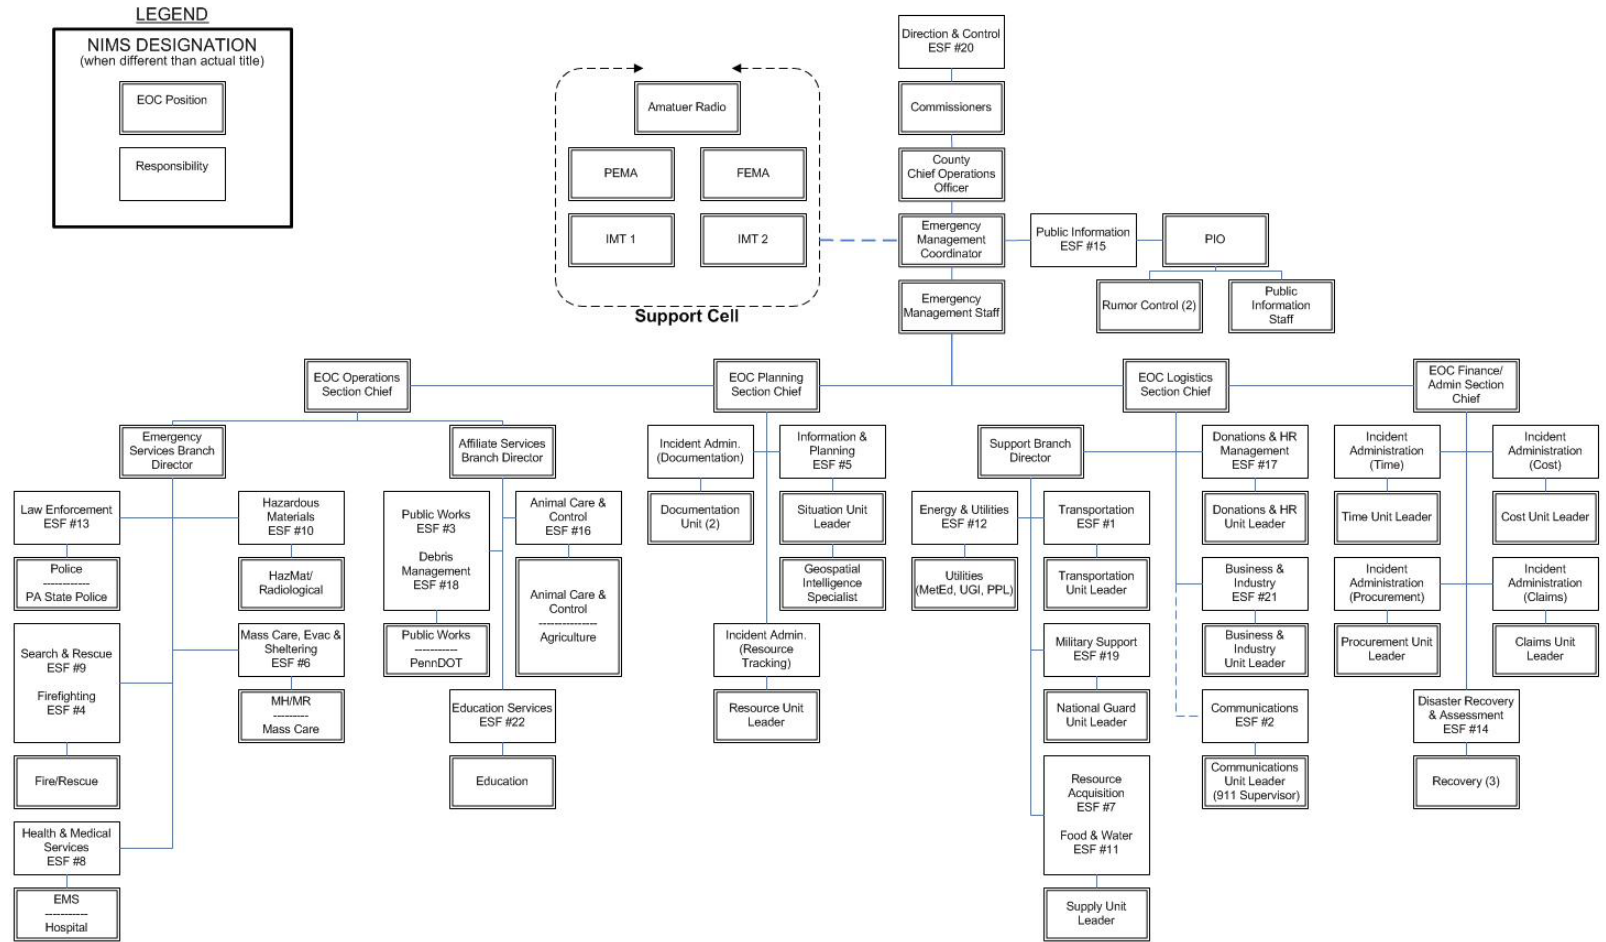 LEGEND
NIMS DESIGNATION
(when different than actual title)
EOC Position
Responsibility
Direction & Control
ESF #20
Commissioners
County
Chief Operations
Officer
Emergency
Management
Coordinator
Public Information
ESF #15
PIO
Rumor Control (2)
Public
Information
Staff
Emergency
Management Staff
Amatuer Radio
PEMA
FEMA
IMT 1
IMT 2
Support Cell
EOC Operations
Section Chief
EOC Planning
Section Chief
EOC Logistics
Section Chief
EOC Finance/
Admin Section
Chief
Emergency
Services Branch
Director
Affiliate Services
Branch Director
Law Enforcement
ESF #13
Police
------------
PA State Police
Hazardous
Materials
ESF #10
HazMat/
Radiological
Search & Rescue
ESF #9
Firefighting
ESF #4
Fire/Rescue
Mass Care, Evac &
Sheltering
ESF #6
MH/MR
----------
Mass Care
Health & Medical
Services
ESF #8
EMS
------------
Hospital
Public Works
ESF #3
Debris
Management
ESF #18
Public Works
------------
PennDOT
Animal Care &
Control
ESF #16
Animal Care &
Control
----------------
Agriculture
Education Services
ESF #22
Education
Incident Admin.
(Documentation)
Documentation
Unit (2)
Information &
Planning
ESF #5
Situation Unit
Leader
Geospatial
Intelligence
Specialist
Incident Admin.
(Resource
Tracking)
Resource Unit
Leader
Support Branch
Director
Energy & Utilities
ESF #12
Utilities
(MetEd, UGI, PPL)
Transportation
ESF #1
Transportation
Unit Leader
Military Support
ESF #19
National Guard
Unit Leader
Resource
Acquisition
ESF #7
Food & Water
ESF #11
Supply Unit
Leader
Donations & HR
Management
ESF #17
Donations & HR
Unit Leader
Business &
Industry
ESF #21
Business &
Industry
Unit Leader
Communications
ESF #2
Communications
Unit Leader
(911 Supervisor)
Incident
Administration
(Time)
Time Unit Leader
Incident
Administration
(Cost)
Cost Unit Leader
Incident
Administration
(Procurement)
Procurement Unit
Leader
Incident
Administration
(Claims)
Claims Unit
Leader
Disaster Recovery
& Assessment
ESF #14
Recovery (3)